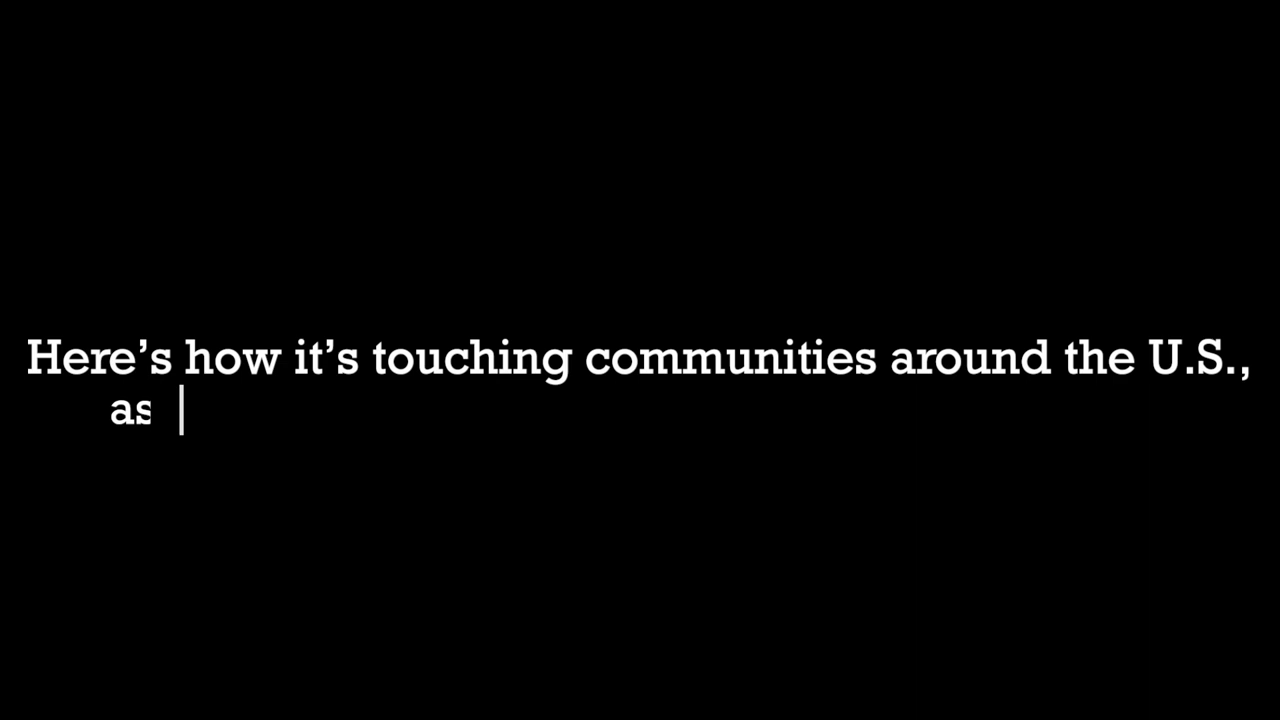 Here’s how it’s touching communities around the U.S.,
as